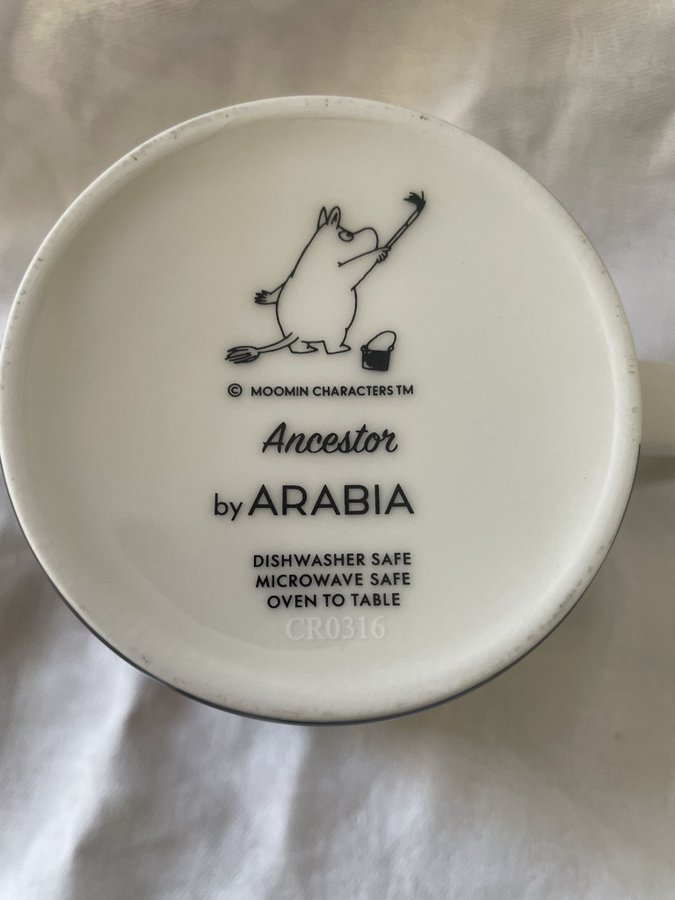 © MOOMIN CHARACTERS TM
Ancestor
by ARABIA
DISHWASHER SAFE
MICROWAVE SAFE
OVEN TO TABLE
CR0316